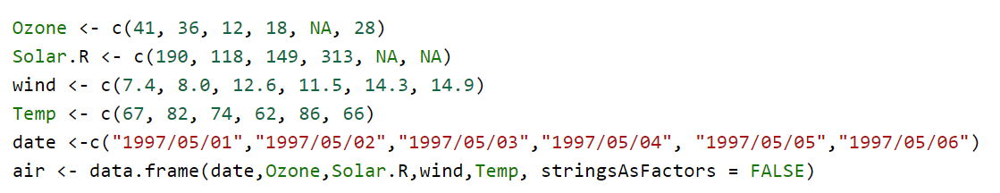 Ozone <- c(41, 36, 12, 18, NA, 28)
Solar.R <- c(190, 118, 149, 313, NA, NA)
wind <- c(7.4, 8.0, 12.6, 11.5, 14.3, 14.9)
Temp <- c(67, 82, 74, 62, 86, 66)
date <-c("1997/05/01","1997/05/02","1997/05/03","1997/05/04", "1997/05/05","1997/05/06")
air <- data.frame(date,Ozone,Solar.R,wind,Temp, stringsAsFactors = FALSE)